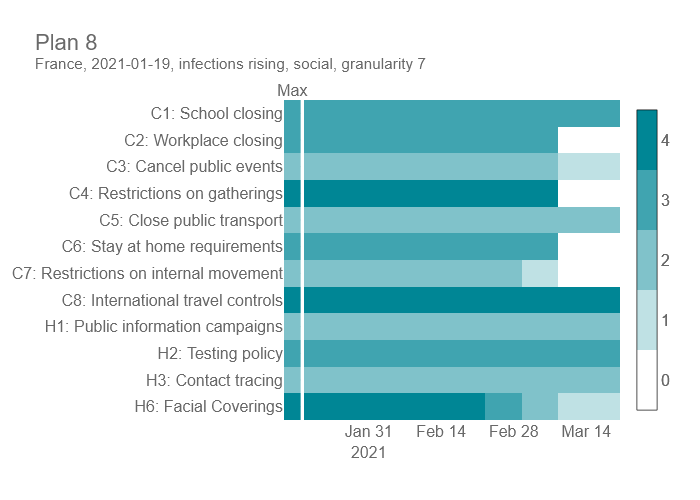 Plan 8
France, 2021-01-19, infections rising, social, granularity 7
Max
C1: School closing
C2: Workplace closing
C3: Cancel public events
C4: Restrictions on gatherings
C5: Close public transport
C6: Stay at home requirements
C7: Restrictions on internal movement
C8: International travel controls
H1: Public information campaigns
H2: Testing policy
H3: Contact tracing
H6: Facial Coverings
Jan 31 Feb 14 Feb 28 Mar 14
2021
4
3
2
1
0